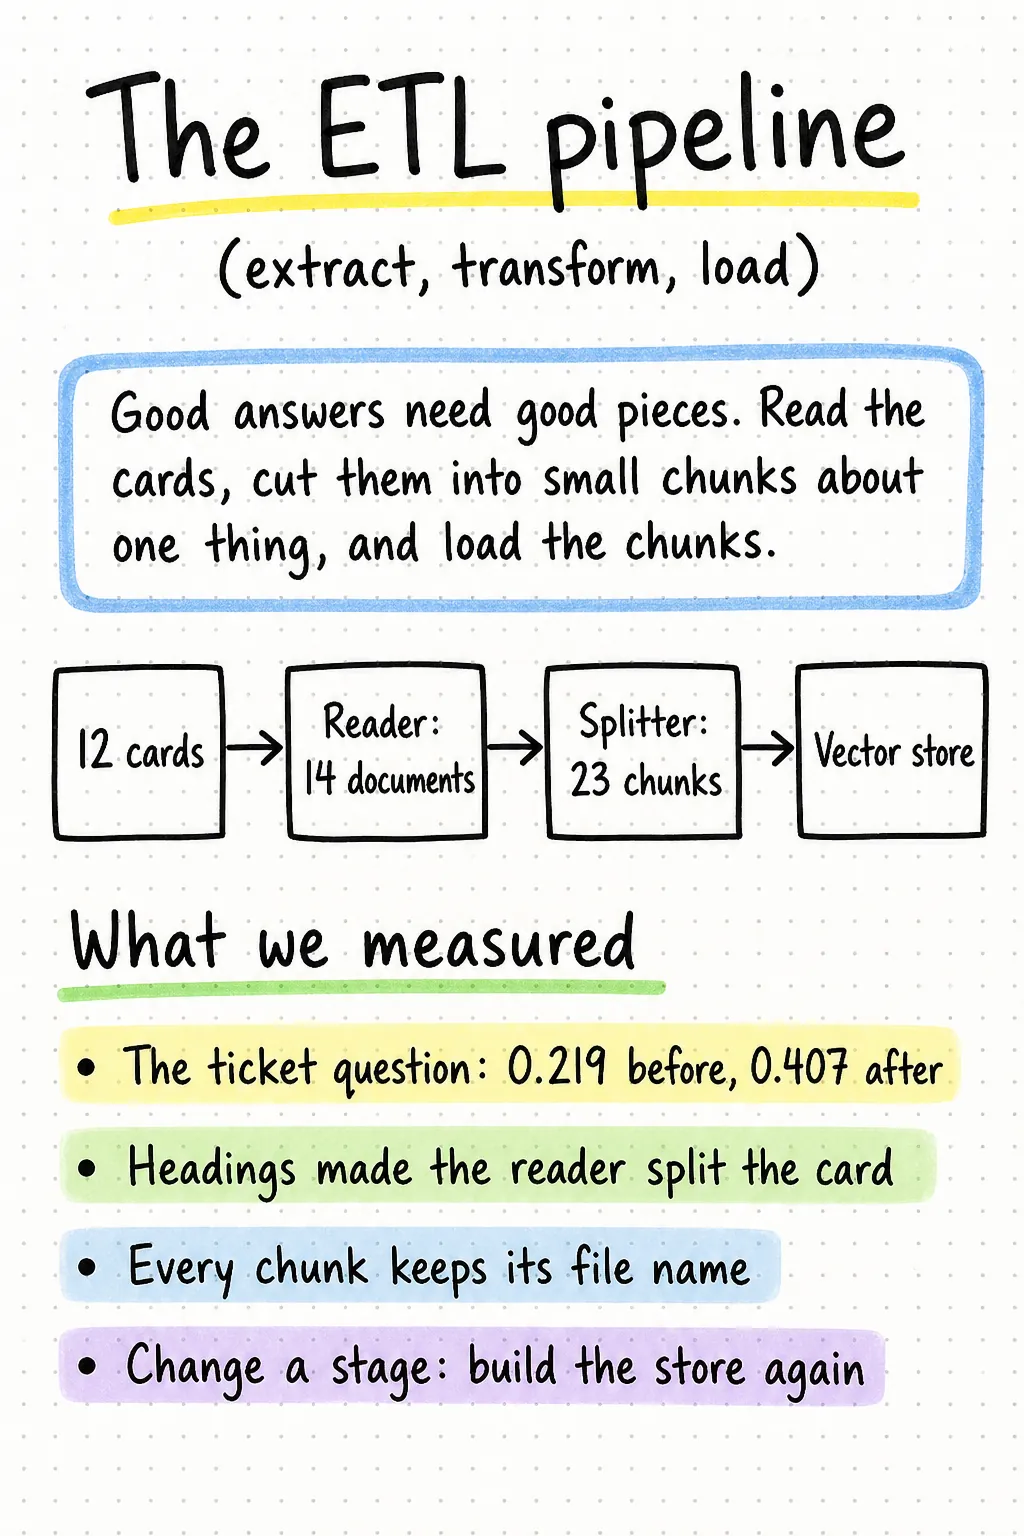 The ETL pipeline
(extract, transform, load)
Good answers need good pieces. Read the
cards, cut them into small chunks about
one thing, and load the chunks.
12 cards
Reader:
14 documents
Splitter:
23 chunks
Vector store
What we measured
• The ticket question: 0.219 before, 0.407 after
• Headings made the reader split the card
• Every chunk keeps its file name
• Change a stage: build the store again